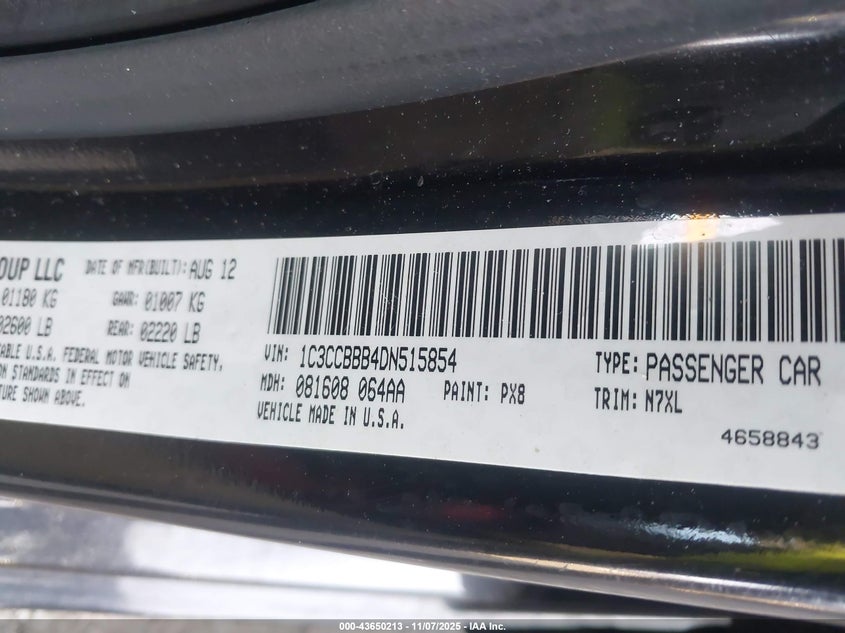 OUP LLC DATE OF MFR(BUILT): AUG 12
01180 KG GAWR: 01007 KG
02600 LB REAR: 02220 LB
ABLE U.S.A. FEDERAL MOTOR VEHICLE SAFETY,
ON STANDARDS IN EFFECT ON
TURE SHOWN ABOVE.
VIN: 1C3CCBBB4DN515854 TYPE: PASSENGER CAR
MDH: 081608 064AA PAINT: PX8 TRIM: N7XL
VEHICLE MADE IN U.S.A.
4658843
000-43650213 - 11/07/2025 - IAA Inc.